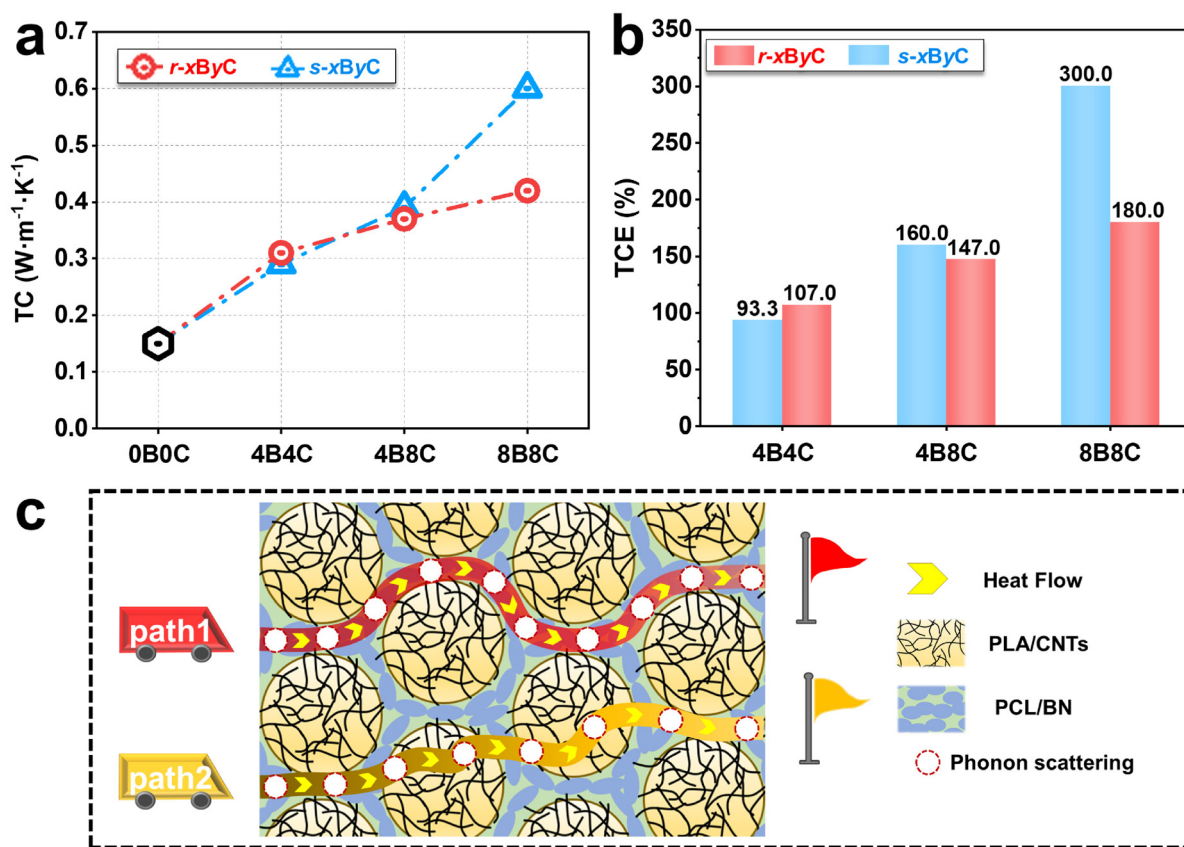 a
r-xByC
s-xByC
TC (W·m⁻¹·K⁻¹)
0.7
0.6
0.5
0.4
0.3
0.2
0.1
0.0
0B0C
4B4C
4B8C
8B8C
b
r-xByC
s-xByC
TCE (%)
350
300
250
200
150
100
50
0
93.3
107.0
160.0
147.0
300.0
180.0
4B4C
4B8C
8B8C
c
path1
path2
Heat Flow
PLA/CNTs
PCL/BN
Phonon scattering